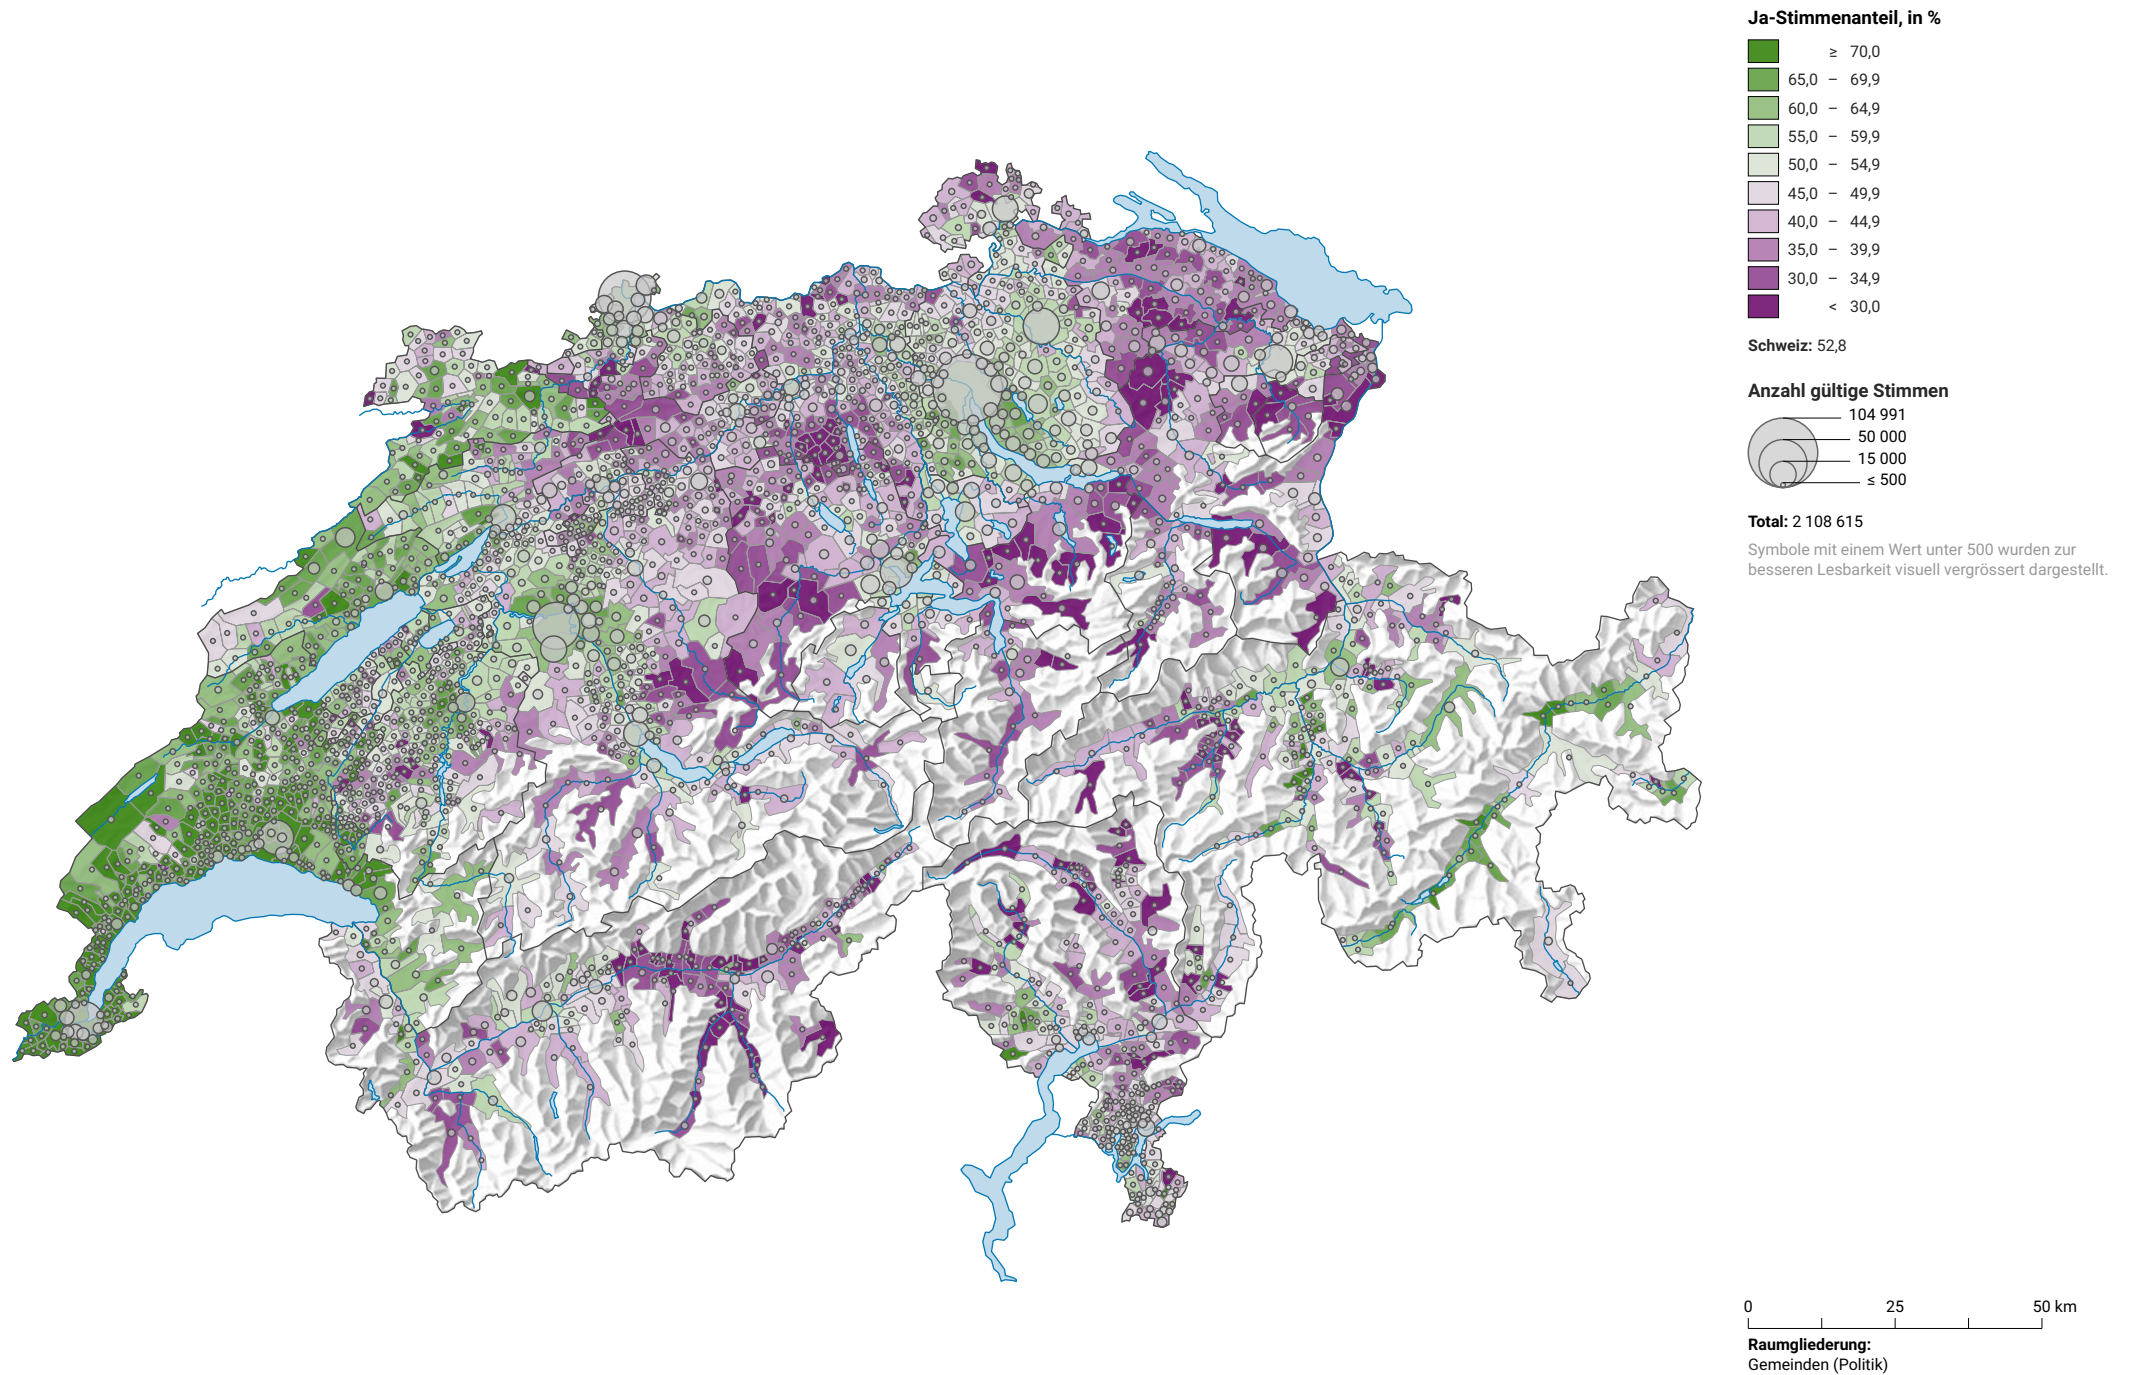 Ja-Stimmenanteil, in %
≥ 70,0
65,0 – 69,9
60,0 – 64,9
55,0 – 59,9
50,0 – 54,9
45,0 – 49,9
40,0 – 44,9
35,0 – 39,9
30,0 – 34,9
< 30,0
Schweiz: 52,8
Anzahl gültige Stimmen
104 991
50 000
15 000
≤ 500
Total: 2 108 615
Symbole mit einem Wert unter 500 wurden zur
besseren Lesbarkeit visuell vergrössert dargestellt.
0 25 50 km
Raumgliederung:
Gemeinden (Politik)